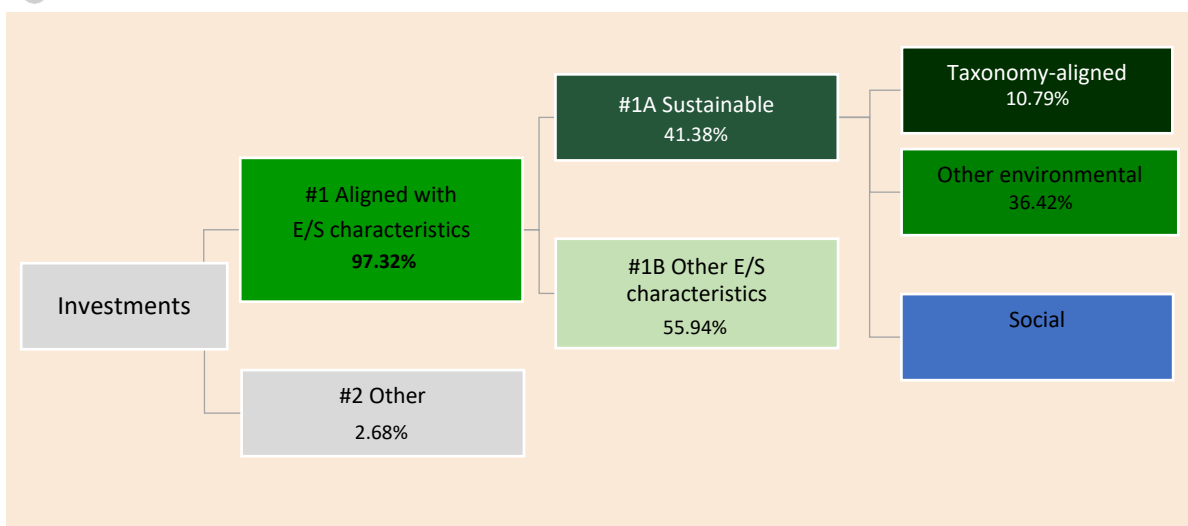 Investments
#1 Aligned with
E/S characteristics
97.32%
#2 Other
2.68%
#1A Sustainable
41.38%
#1B Other E/S
characteristics
55.94%
Taxonomy-aligned
10.79%
Other environmental
36.42%
Social